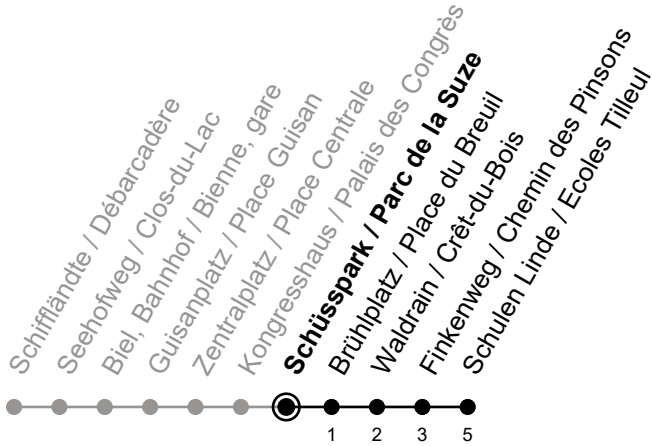 Schiffländte / Débarcadère
Seehofweg / Clos-du-Lac
Biel, Bahnhof / Bienne, gare
Guisanplatz / Place Guisan
Zentralplatz / Place Centrale
Kongresshaus / Palais des Congrès
Schüsspark / Parc de la Suze
Brühlplatz / Place du Breuil
Waldrain / Crêt-du-Bois
Finkenweg / Chemin des Pinsons
Schulen Linde / Ecoles Tilleul
1 2 3 5